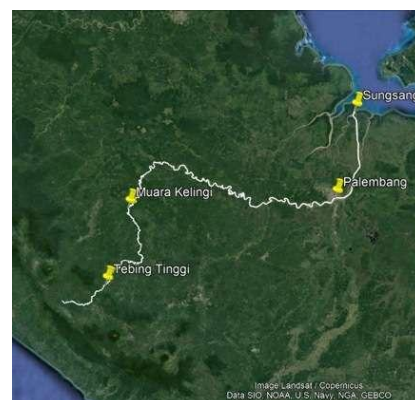 Sungsang
Palembang
Muara Kelingi
Tebing Tinggi
Image Landsat / Copernicus
Data SIO, NOAA, U.S. Navy, NGA, GEBCO